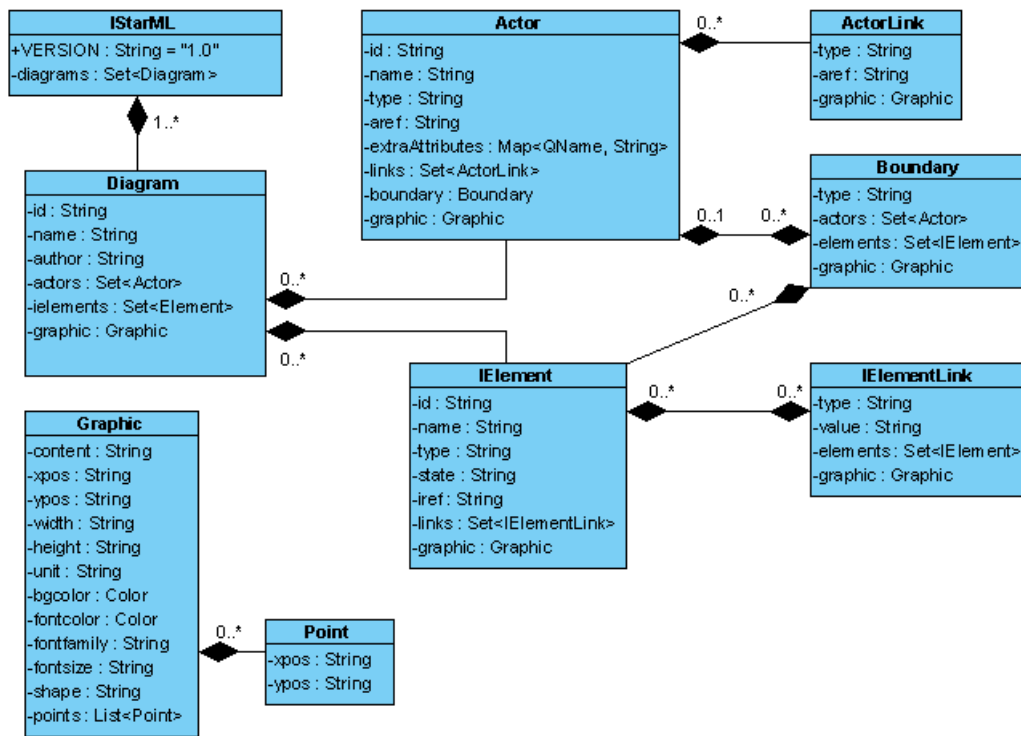 IStarML
+VERSION : String = "1.0"
-diagrams : Set<Diagram>
1..*
Diagram
-id : String
-name : String
-author : String
-actors : Set<Actor>
-ielements : Set<Element>
-graphic : Graphic
0..*
0..*
Actor
-id : String
-name : String
-type : String
-aref : String
-extraAttributes : Map<QName, String>
-links : Set<ActorLink>
-boundary : Boundary
-graphic : Graphic
0..*
ActorLink
-type : String
-aref : String
-graphic : Graphic
0..1
0..*
Boundary
-type : String
-actors : Set<Actor>
-elements : Set<IElement>
-graphic : Graphic
0..*
IElement
-id : String
-name : String
-type : String
-state : String
-iref : String
-links : Set<IElementLink>
-graphic : Graphic
0..*
0..*
IElementLink
-type : String
-value : String
-elements : Set<IElement>
-graphic : Graphic
Graphic
-content : String
-xpos : String
-ypos : String
-width : String
-height : String
-unit : String
-bgcolor : Color
-fontcolor : Color
-fontfamily : String
-fontsize : String
-shape : String
-points : List<Point>
0..*
Point
-xpos : String
-ypos : String